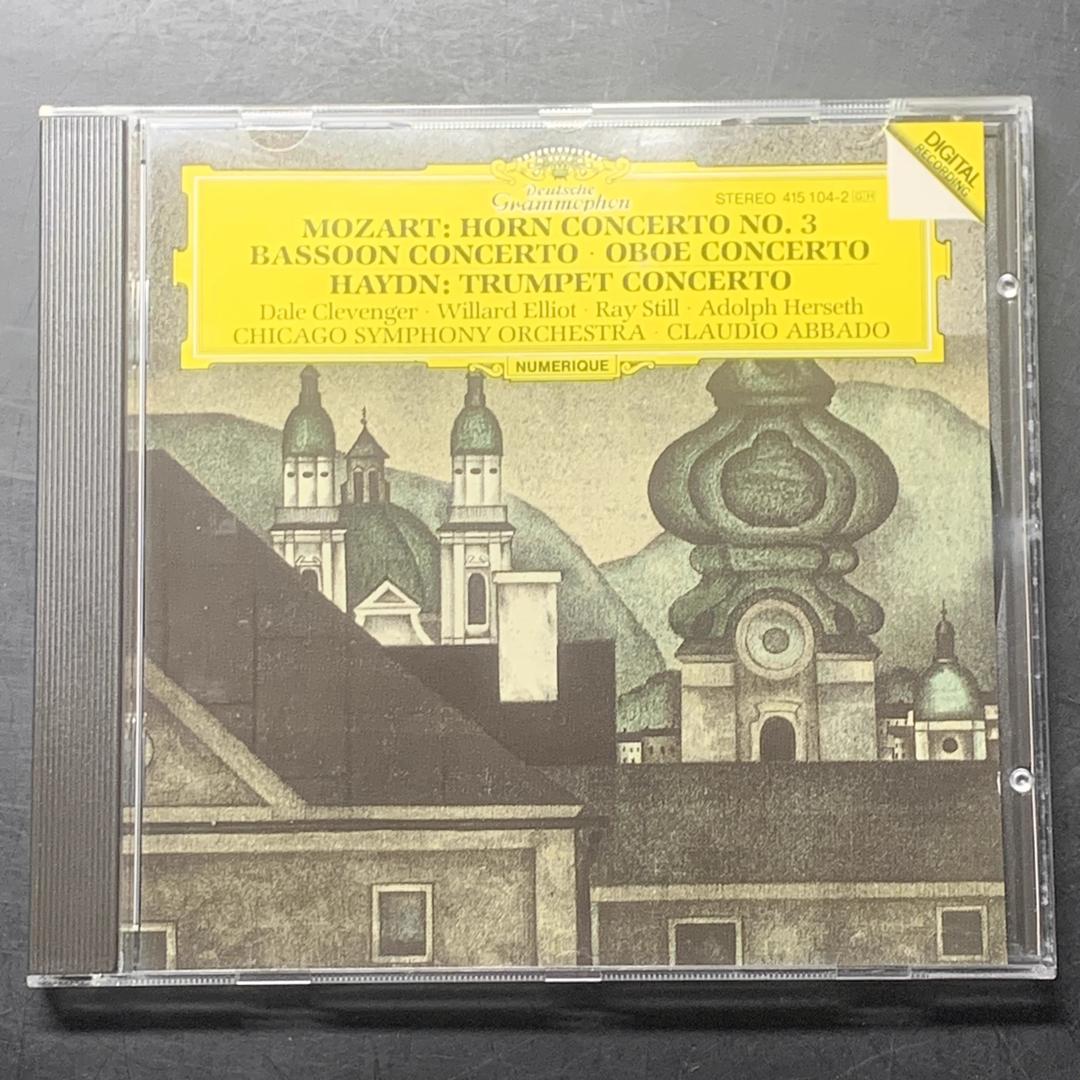 DIGITAL
RECORDING
Deutsche
Grammophon
STEREO 415 104-2 GH
MOZART: HORN CONCERTO NO. 3
BASSOON CONCERTO · OBOE CONCERTO
HAYDN: TRUMPET CONCERTO
Dale Clevenger · Willard Elliot · Ray Still · Adolph Herseth
CHICAGO SYMPHONY ORCHESTRA · CLAUDIO ABBADO
NUMERIQUE